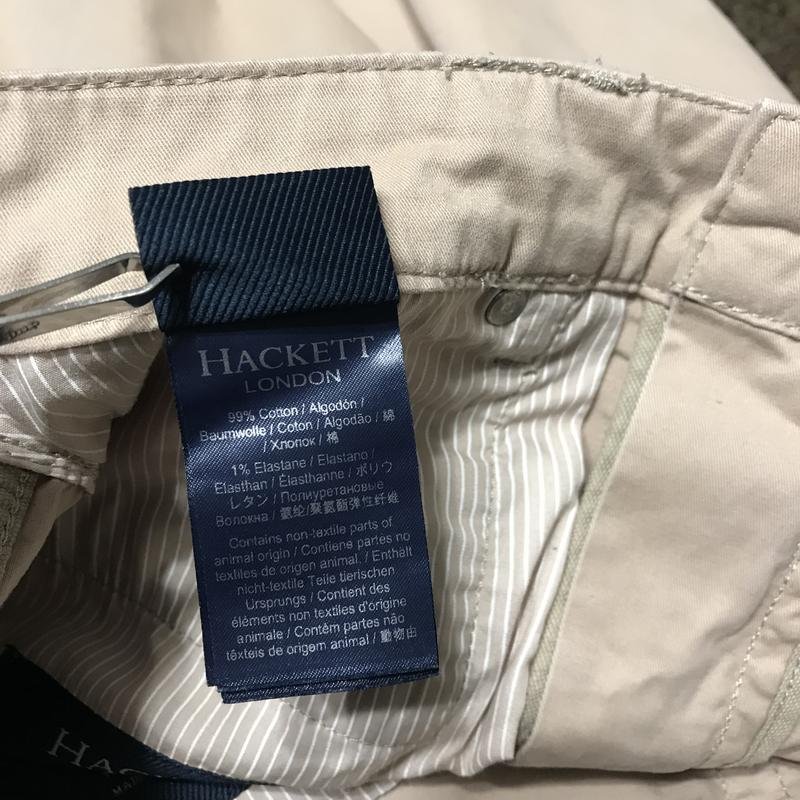 HACKETT
LONDON
99% Cotton / Algodón /
Baumwolle / Coton / Algodão / 綿
/ Хлопок / 棉
1% Elastane / Elastano /
Elasthan / Élasthanne / ポリウ
レタン / Полиуретановые
Волокна / 氨纶/聚氨酯弹性纤维
Contains non-textile parts of
animal origin / Contiene partes no
textiles de origen animal. / Enthält
nicht-textile Teile tierischen
Ursprungs / Contient des
éléments non textiles d'origine
animale / Contêm partes não
têxteis de origem animal / 動物由
HAC